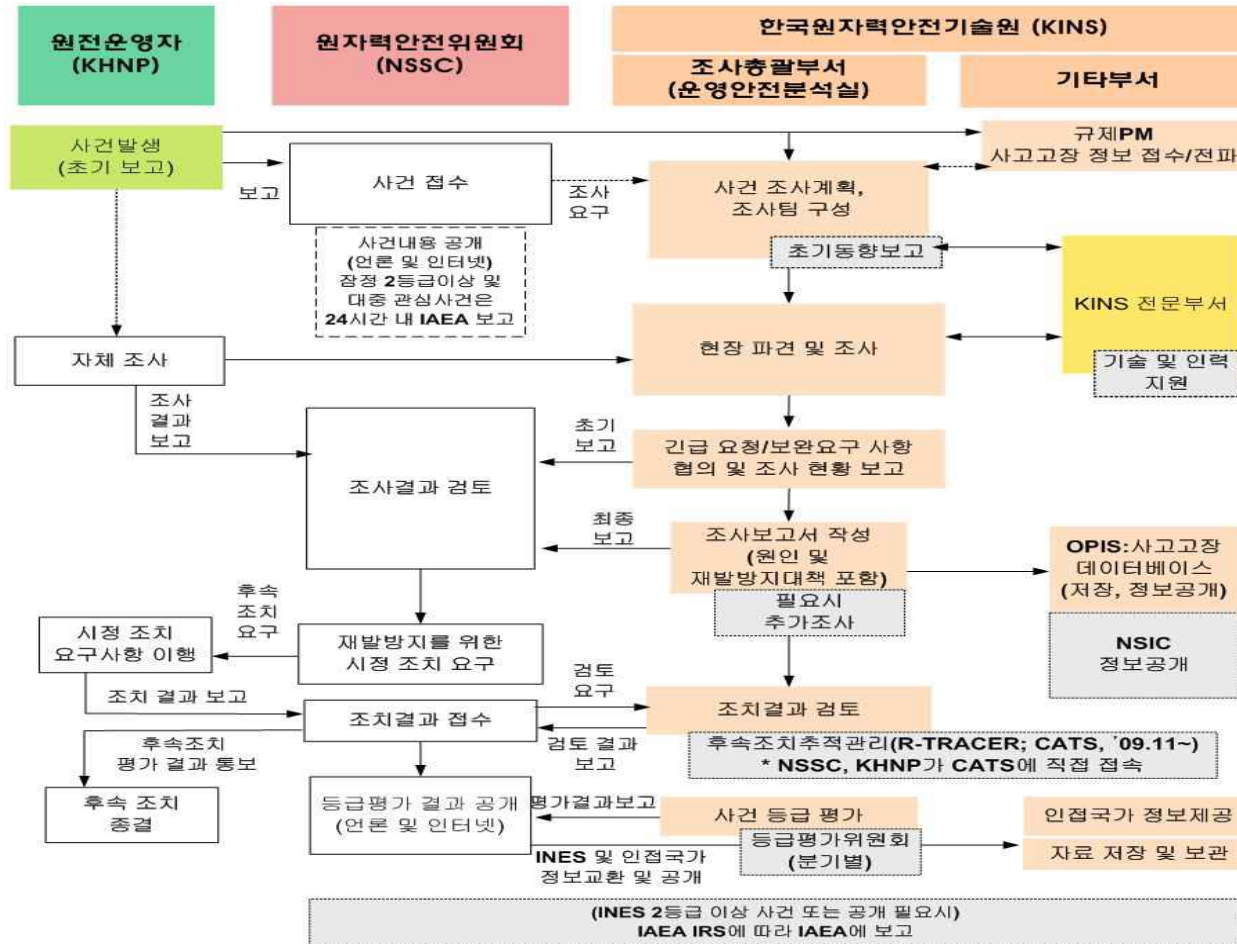 원전운영자
(KHNP)
원자력안전위원회
(NSSC)
한국원자력안전기술원 (KINS)
조사총괄부서
(운영안전분석실)
기타부서
사건발생
(초기 보고)
보고
사건 접수
조사
요구
사건 조사계획,
조사팀 구성
규제PM
사고고장 정보 접수/전파
사건내용 공개
(언론 및 인터넷)
잠정 2등급이상 및
대중 관심사건은
24시간 내 IAEA 보고
초기동향보고
KINS 전문부서
기술 및 인력
지원
자체 조사
현장 파견 및 조사
조사
결과
보고
조사결과 검토
초기
보고
긴급 요청/보완요구 사항
협의 및 조사 현황 보고
최종
보고
조사보고서 작성
(원인 및
재발방지대책 포함)
필요시
추가조사
OPIS:사고고장
데이터베이스
(저장, 정보공개)
NSIC
정보공개
후속
조치
요구
시정 조치
요구사항 이행
재발방지를 위한
시정 조치 요구
조치 결과 보고
조치결과 접수
검토
요구
조치결과 검토
검토 결과
보고
후속조치추적관리(R-TRACER; CATS, ´09.11~)
* NSSC, KHNP가 CATS에 직접 접속
후속조치
평가 결과 통보
후속 조치
종결
등급평가 결과 공개
(언론 및 인터넷)
평가결과보고
사건 등급 평가
등급평가위원회
(분기별)
인접국가 정보제공
자료 저장 및 보관
INES 및 인접국가
정보교환 및 공개
(INES 2등급 이상 사건 또는 공개 필요시)
IAEA IRS에 따라 IAEA에 보고